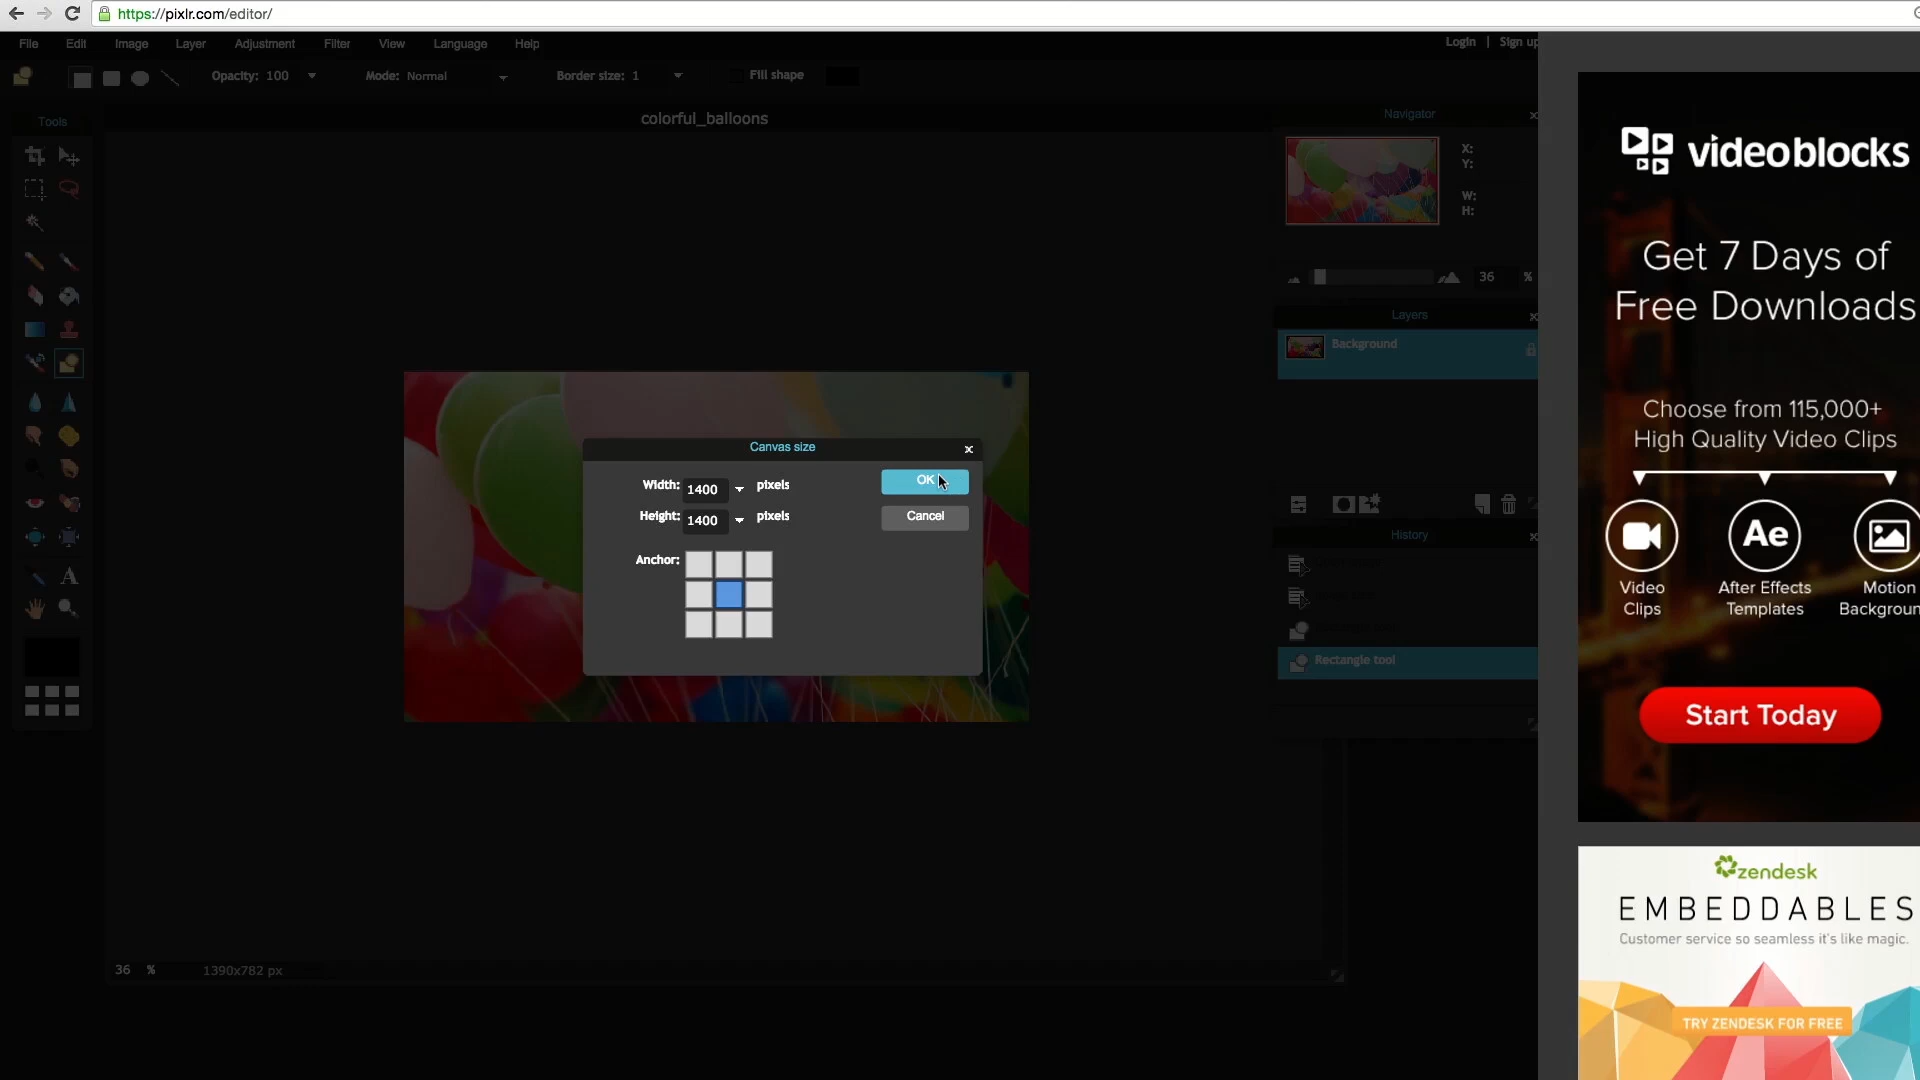 https://pixlr.com/editor/
File Edit Image Layer Adjustment Filter View Language Help
Login | Sign up
Opacity: 100 Mode: Normal Border size: 1 Fill shape
Tools
colorful_balloons
Navigator
X:
Y:
W:
H:
36 %
Layers
Background
History
Rectangle tool
Canvas size
Width: 1400 pixels
OK
Height: 1400 pixels
Cancel
Anchor:
A
36 % 1390x782 px
videoblocks
Get 7 Days of
Free Downloads
Choose from 115,000+
High Quality Video Clips
Ae
Video
Clips
After Effects
Templates
Motion
Backgroun
Start Today
zendesk
EMBEDDABLES
Customer service so seamless it's like magic.
TRY ZENDESK FOR FREE